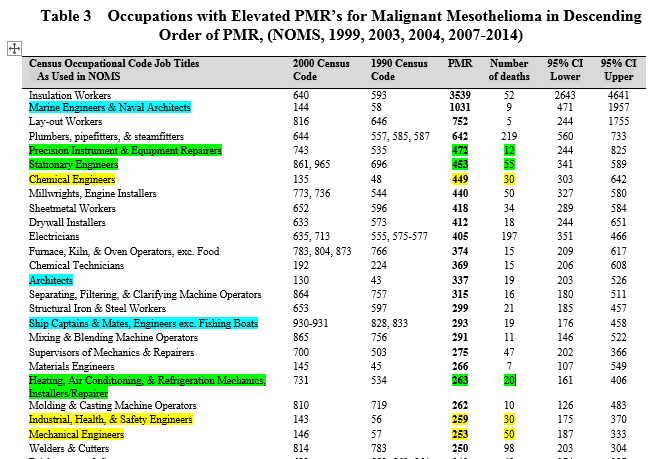 Table 3 Occupations with Elevated PMR's for Malignant Mesothelioma in Descending
Order of PMR, (NOMS, 1999, 2003, 2004, 2007-2014)
Census Occupational Code Job Titles 2000 Census 1990 Census PMR Number 95% CI 95% CI
As Used in NOMS Code Code of deaths Lower Upper
Insulation Workers 640 593 3539 52 2643 4641
Marine Engineers & Naval Architects 144 58 1031 9 471 1957
Lay-out Workers 816 646 752 5 244 1755
Plumbers, pipefitters, & steamfitters 644 557, 585, 587 642 219 560 733
Precision Instrument & Equipment Repairers 743 535 472 12 244 825
Stationary Engineers 861, 965 696 453 55 341 589
Chemical Engineers 135 48 449 30 303 642
Millwrights, Engine Installers 773, 736 544 440 50 327 580
Sheetmetal Workers 652 596 418 34 289 584
Drywall Installers 633 573 412 18 244 651
Electricians 635, 713 555, 575-577 405 197 351 466
Furnace, Kiln, & Oven Operators, exc. Food 783, 804, 873 766 374 15 209 617
Chemical Technicians 192 224 369 15 206 608
Architects 130 43 337 19 203 526
Separating, Filtering, & Clarifying Machine Operators 864 757 315 16 180 511
Structural Iron & Steel Workers 653 597 299 21 185 457
Ship Captains & Mates, Engineers exc. Fishing Boats 930-931 828, 833 293 19 176 458
Mixing & Blending Machine Operators 865 756 291 11 146 522
Supervisors of Mechanics & Repairers 700 503 275 47 202 366
Materials Engineers 145 45 266 7 107 549
Heating, Air Conditioning, & Refrigeration Mechanics, 731 534 263 20 161 406
Installers/Repairer
Molding & Casting Machine Operators 810 719 262 10 126 483
Industrial, Health, & Safety Engineers 143 56 259 30 175 370
Mechanical Engineers 146 57 253 50 187 333
Welders & Cutters 814 783 250 98 203 304